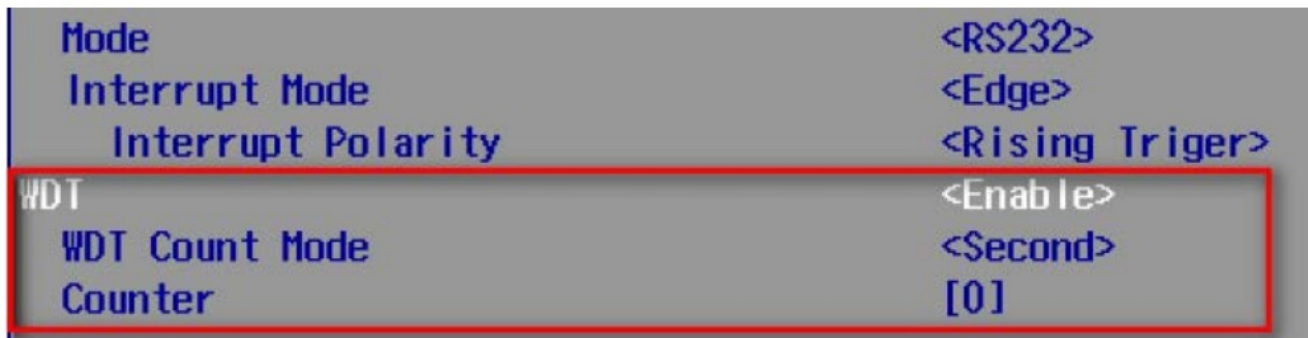 Mode <RS232>
Interrupt Mode <Edge>
Interrupt Polarity <Rising Triger>
WDT <Enable>
WDT Count Mode <Second>
Counter [0]